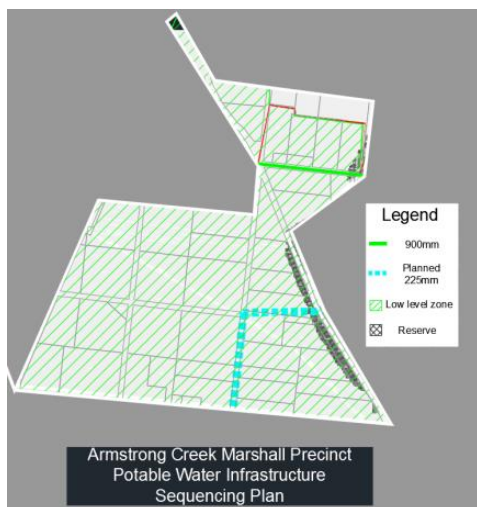 Legend
900mm
Planned
225mm
Low level zone
Reserve
Armstrong Creek Marshall Precinct
Potable Water Infrastructure
Sequencing Plan